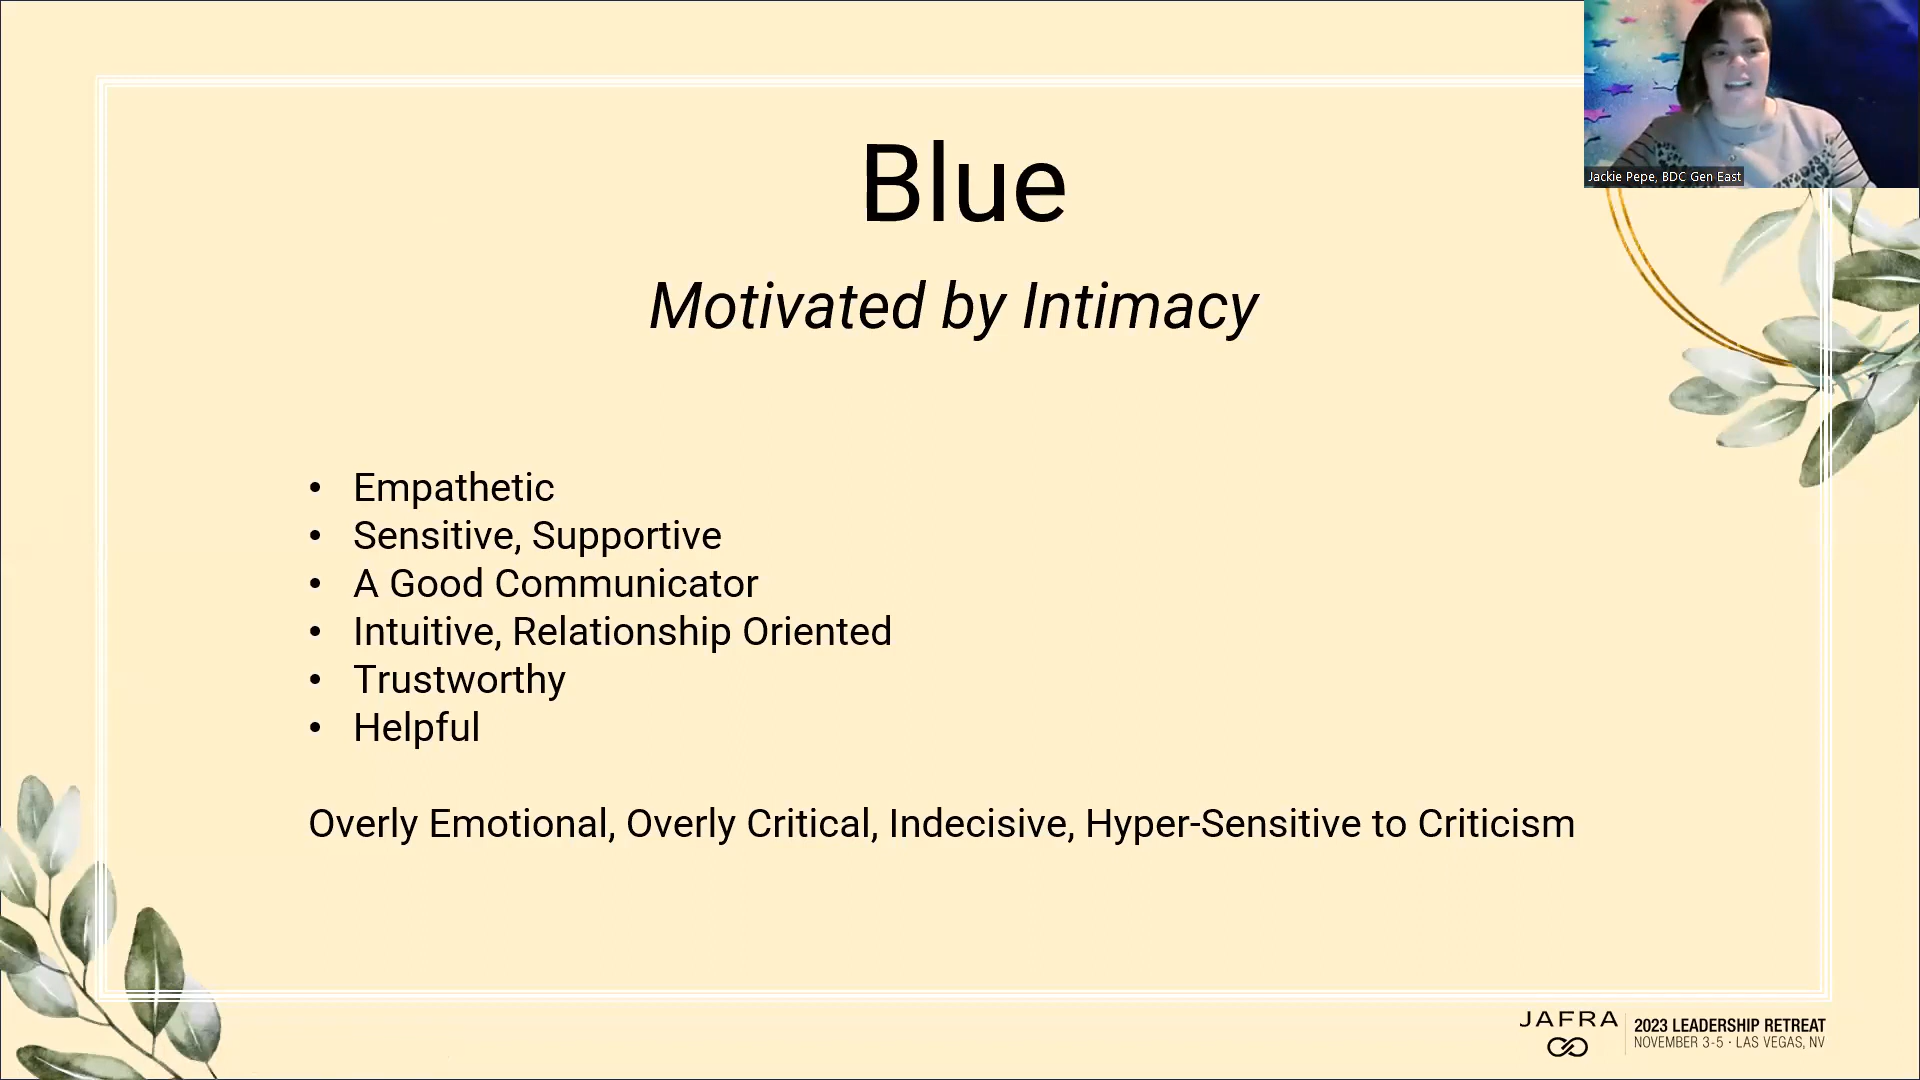 Blue
Motivated by Intimacy
Jackie Pepe, BDC Gen East
• Empathetic
• Sensitive, Supportive
• A Good Communicator
• Intuitive, Relationship Oriented
• Trustworthy
• Helpful
Overly Emotional, Overly Critical, Indecisive, Hyper-Sensitive to Criticism
JAFRA
2023 LEADERSHIP RETREAT
NOVEMBER 3-5 · LAS VEGAS, NV